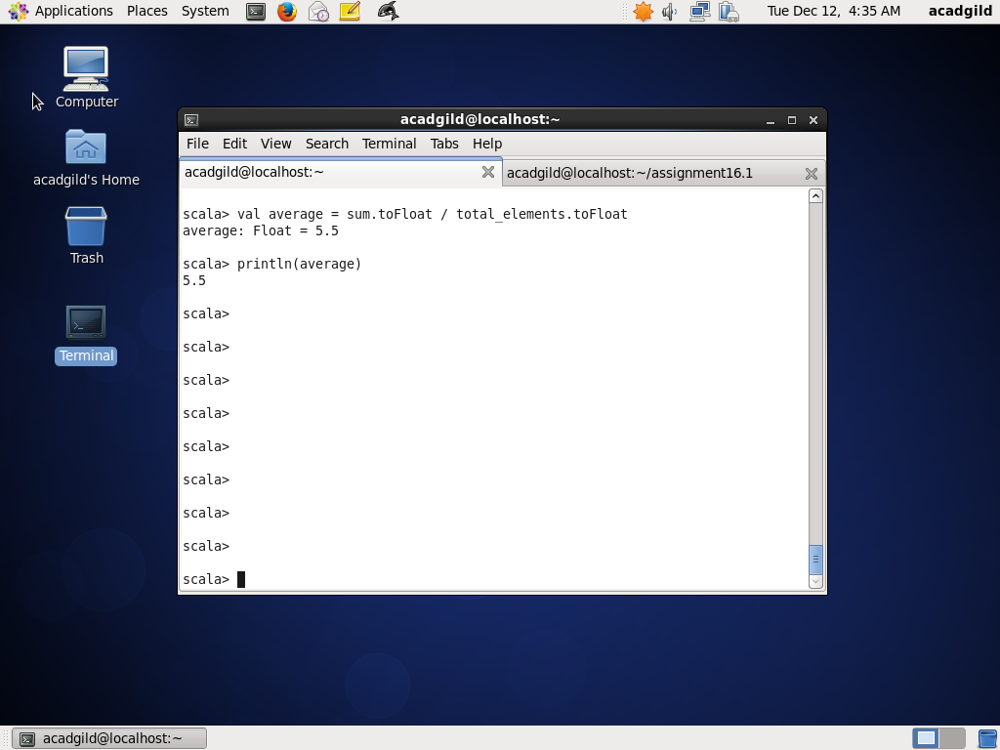 Applications Places System Tue Dec 12, 4:35 AM acadgild
Computer
acadgild's Home
Trash
Terminal
acadgild@localhost:~
File Edit View Search Terminal Tabs Help
acadgild@localhost:~ acadgild@localhost:~/assignment16.1
scala> val average = sum.toFloat / total_elements.toFloat
average: Float = 5.5
scala> println(average)
5.5
scala>
scala>
scala>
scala>
scala>
scala>
scala>
scala>
scala>
acadgild@localhost:~